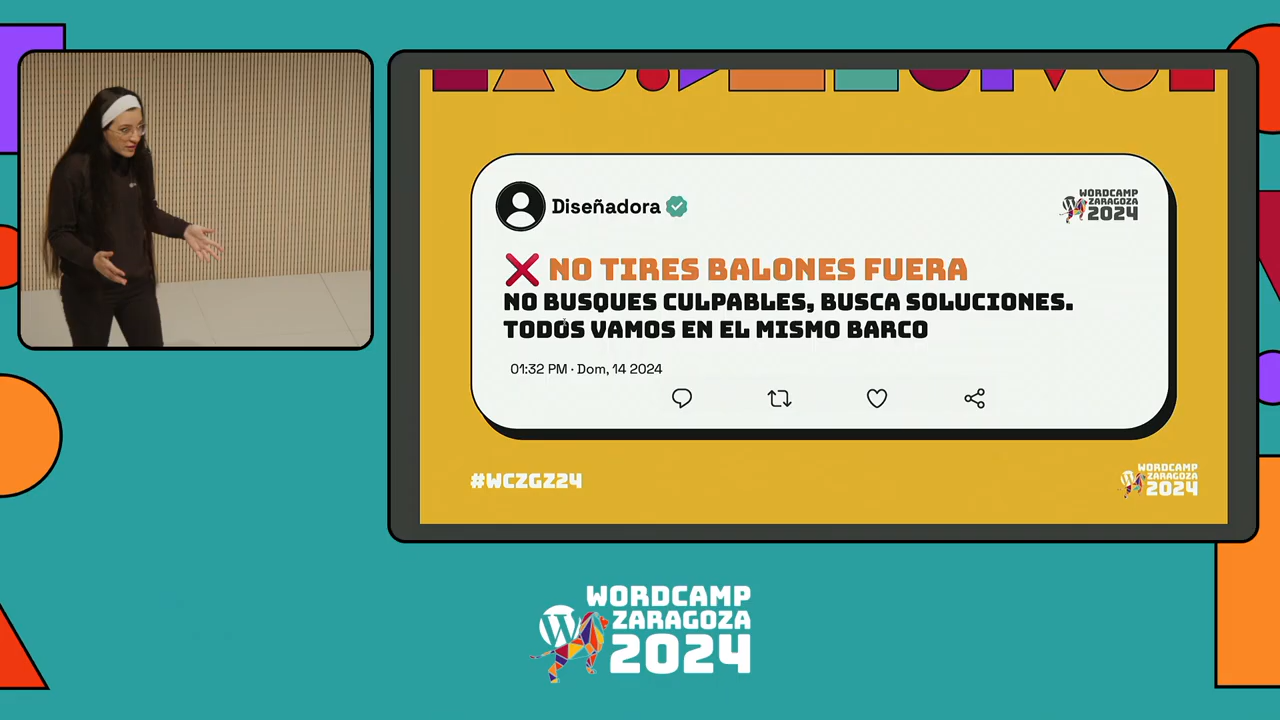 Diseñadora
WORDCAMP
ZARAGOZA
2024
NO TIRES BALONES FUERA
NO BUSQUES CULPABLES, BUSCA SOLUCIONES.
TODOS VAMOS EN EL MISMO BARCO
01:32 PM · Dom, 14 2024
#WCZGZ24
WORDCAMP
ZARAGOZA
2024
WORDCAMP
ZARAGOZA
2024